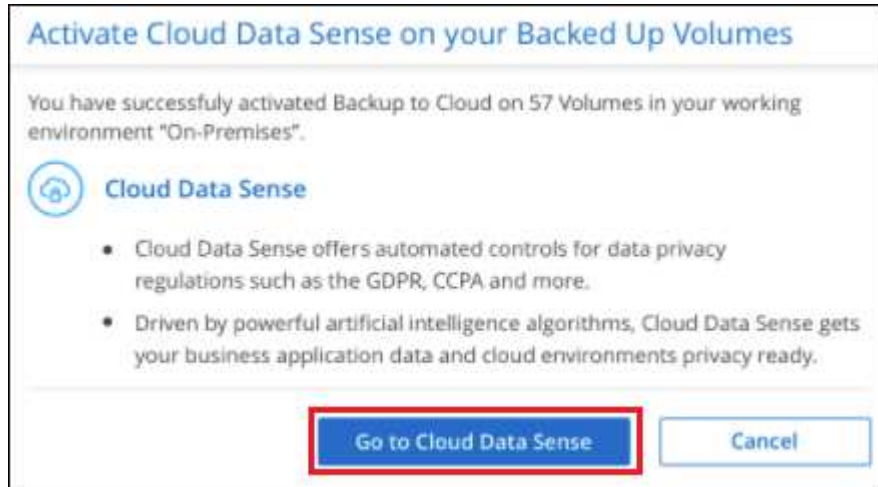 Activate Cloud Data Sense on your Backed Up Volumes
You have successfuly activated Backup to Cloud on 57 Volumes in your working
environment "On-Premises".
Cloud Data Sense
• Cloud Data Sense offers automated controls for data privacy
regulations such as the GDPR, CCPA and more.
• Driven by powerful artificial intelligence algorithms, Cloud Data Sense gets
your business application data and cloud environments privacy ready.
Go to Cloud Data Sense
Cancel